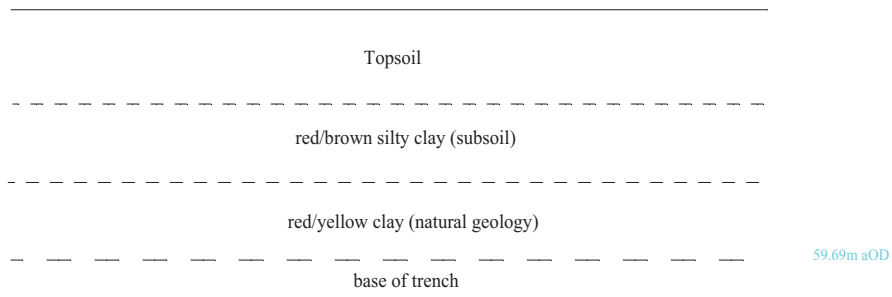 Topsoil
red/brown silty clay (subsoil)
red/yellow clay (natural geology)
59.69m aOD
base of trench